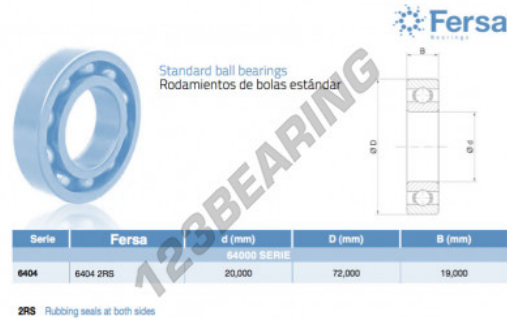 Fersa
Bearings
Standard ball bearings
Rodamientos de bolas estándar
B
Ø D
Ø d
123BEARING
Serie Fersa d (mm) D (mm) B (mm)
64000 SERIE
6404 6404 2RS 20,000 72,000 19,000
2RS Rubbing seals at both sides